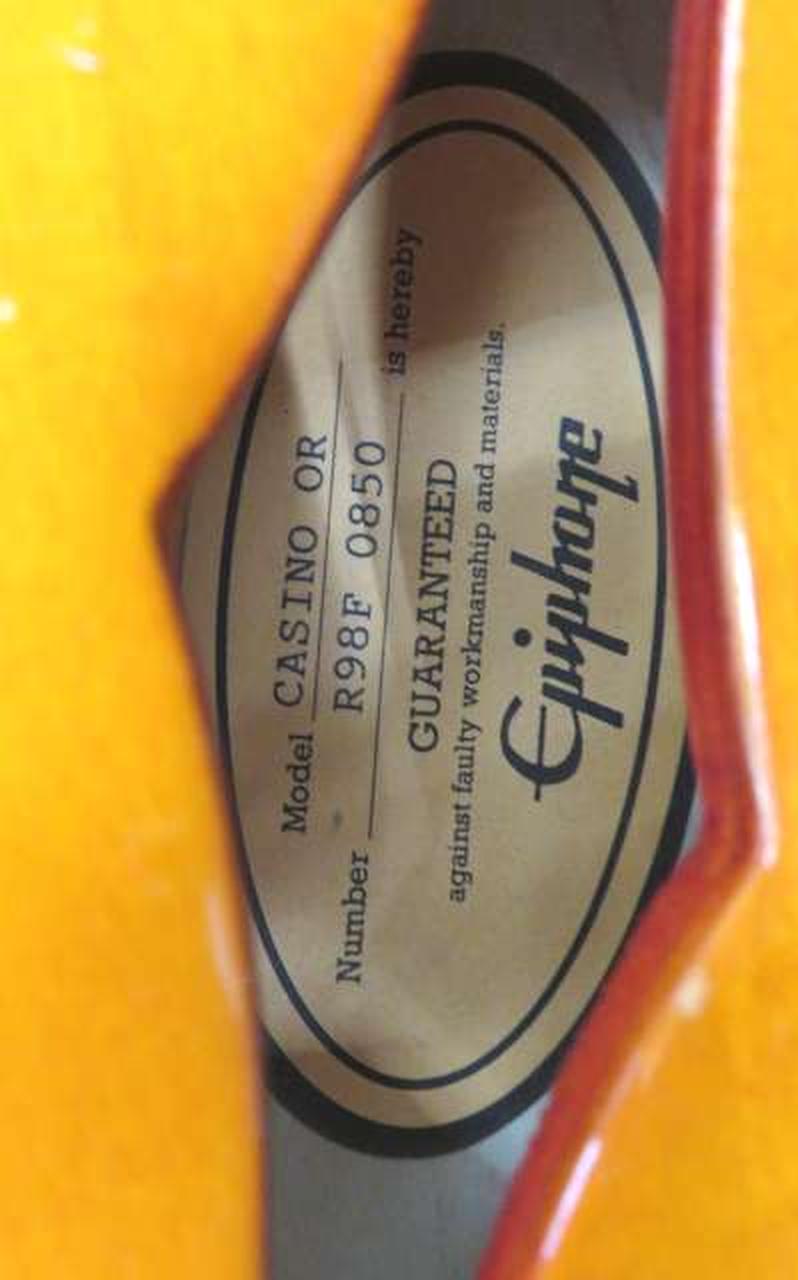 Model CASINO OR
Number R98F 0850 is hereby
GUARANTEED
against faulty workmanship and materials.
Epiphone